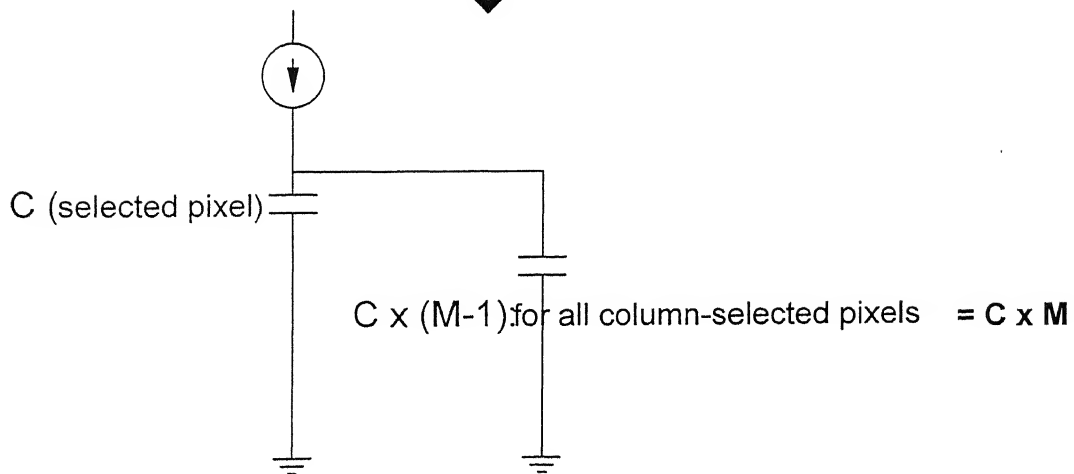 C (selected pixel)
C x (M-1):for all column-selected pixels = C x M